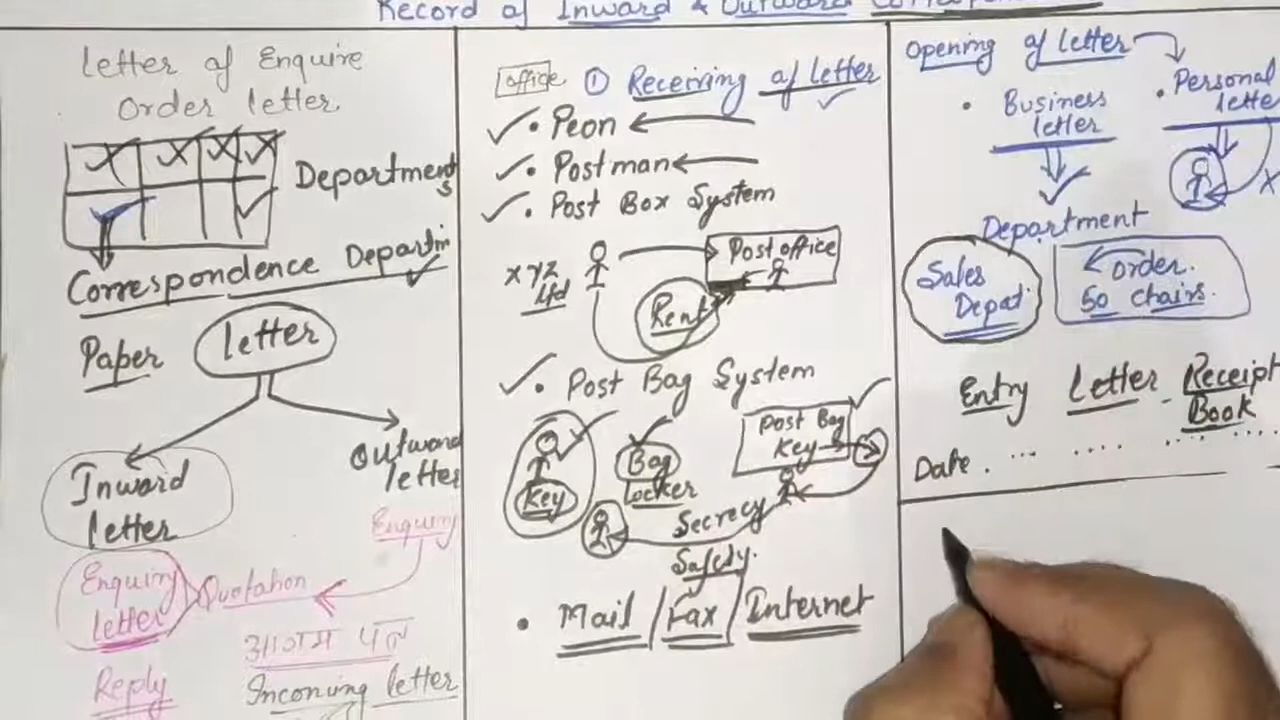 Record of Inward & Outward
Letter of Enquire
Order letter
Departments
Correspondence Departm
Paper
letter
Inward
letter
Outward
letter
Enquiry
Enquiry
letter
Quotation
आगम पत्र
Reply
Incoming letter
office ① Receiving of letter
• Peon
• Postman
• Post Box System
xyz
Ltd
Post office
Rent
• Post Bag System
Key
Bag
Locker
Post Bag
Key
Secrecy
Safety.
• Mail / Fax / Internet
Opening of letter
• Business
letter
• Personal
letter
Department
Sales
Depat.
order.
50 chairs.
Entry Letter Receipt
Book
Date. ... .... ..... ....